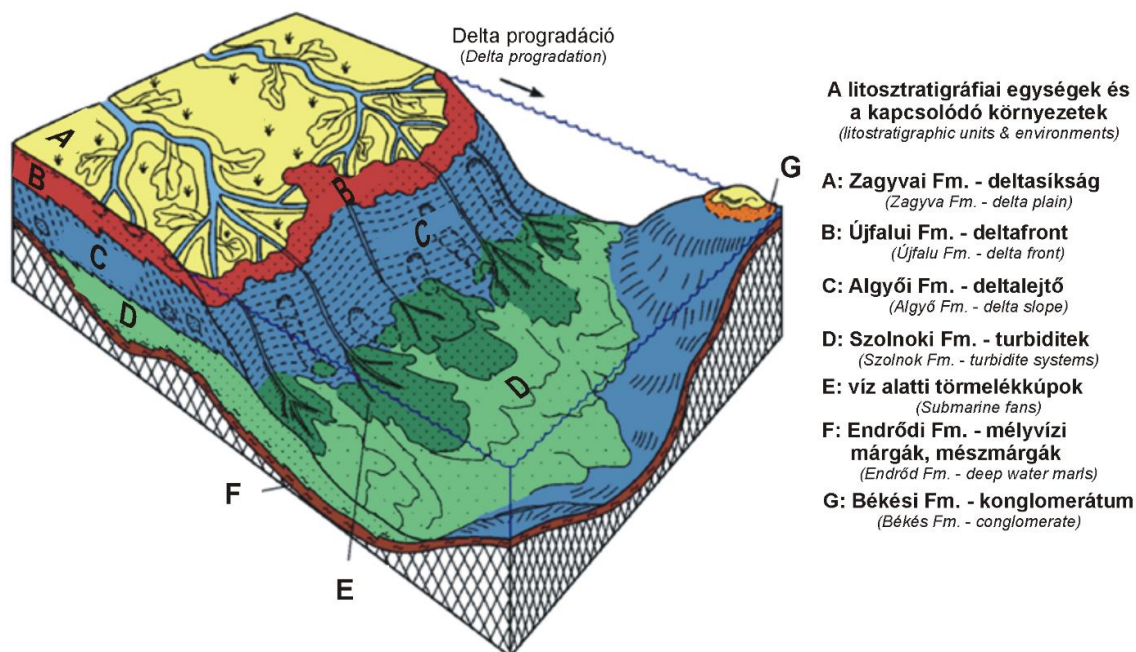 Delta progradáció
(Delta progradation)
A
B
C
D
B
C
D
E
F
G
A litosztratigráfiai egységek és
a kapcsolódó környezetek
(litostratigraphic units & environments)
A: Zagyvai Fm. - deltasíkság
(Zagyva Fm. - delta plain)
B: Újfalui Fm. - deltafront
(Újfalu Fm. - delta front)
C: Algyői Fm. - deltalejtő
(Algyő Fm. - delta slope)
D: Szolnoki Fm. - turbiditek
(Szolnok Fm. - turbidite systems)
E: víz alatti törmelékkúpok
(Submarine fans)
F: Endrődi Fm. - mélyvízi
márgák, mészmárgák
(Endrőd Fm. - deep water marls)
G: Békési Fm. - konglomerátum
(Békés Fm. - conglomerate)